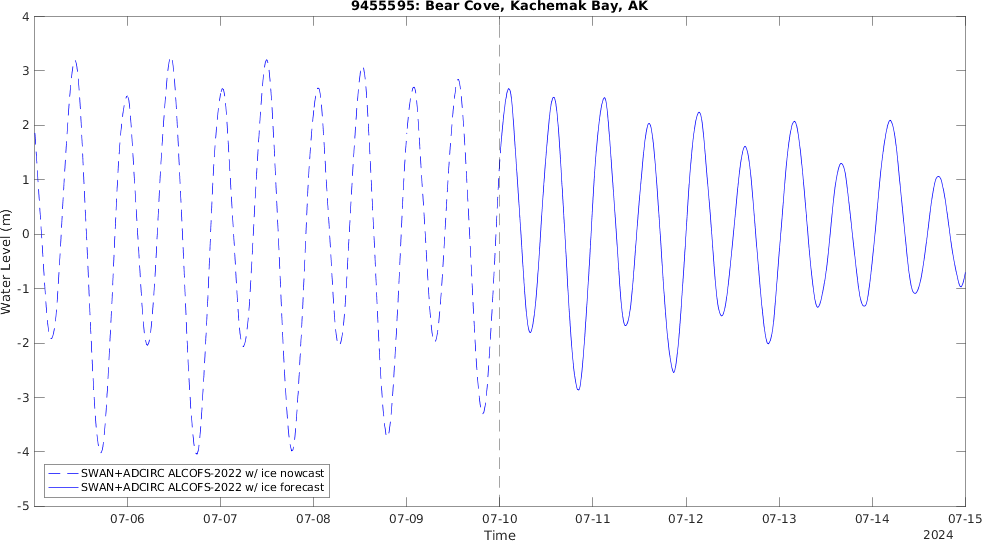 9455595: Bear Cove, Kachemak Bay, AK
Water Level (m)
4
3
2
1
0
-1
-2
-3
-4
-5
SWAN+ADCIRC ALCOFS-2022 w/ ice nowcast
SWAN+ADCIRC ALCOFS-2022 w/ ice forecast
07-06 07-07 07-08 07-09 07-10 07-11 07-12 07-13 07-14 07-15
Time
2024